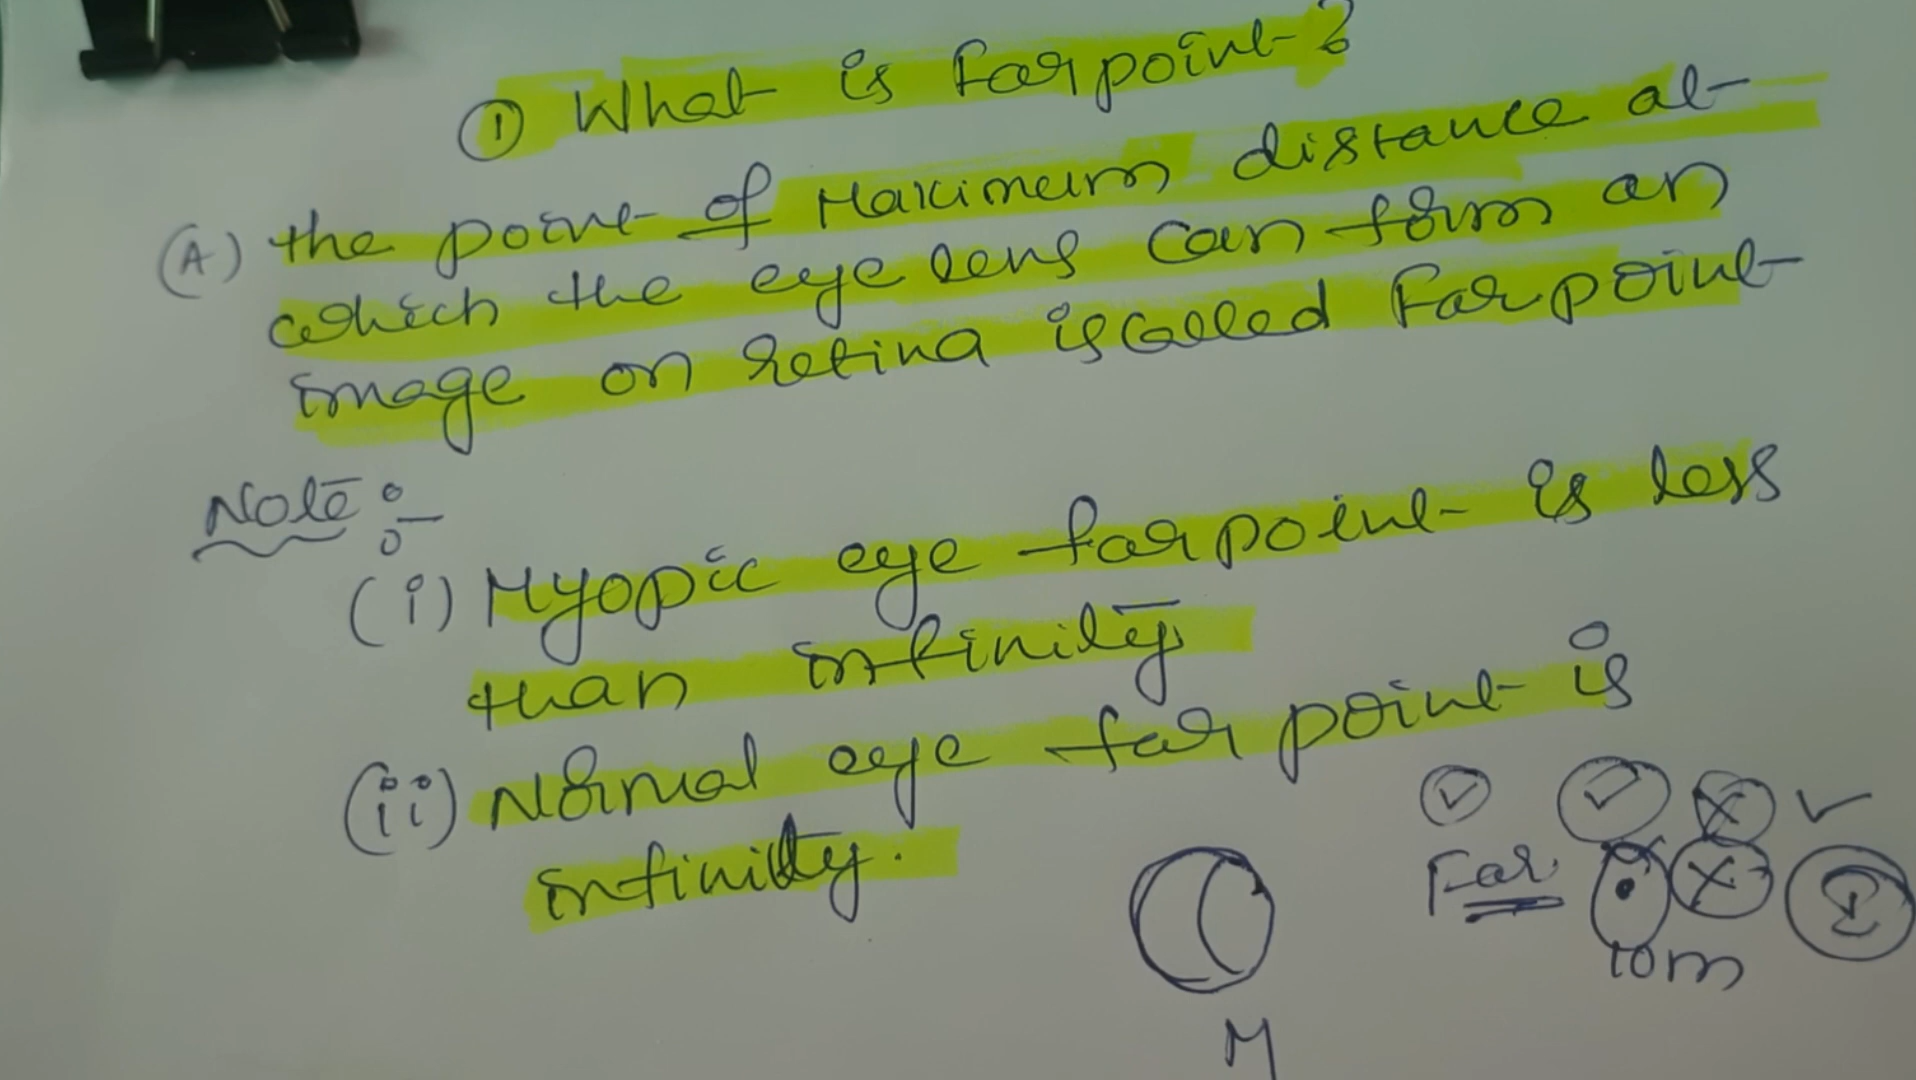 ① What is Far point?
(A) the point of Maximum distance at
which the eye lens can form an
image on retina is called Far point
Note :-
(i) Myopic eye far point is less
than infinity
(ii) Normal eye far point is
infinity.
Far
10m
M